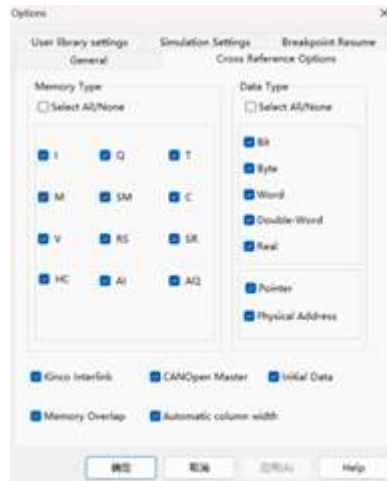 Options
User library settings Simulation Settings Breakpoint Resume
General Cross Reference Options
Memory Type Data Type
Select All/None Select All/None
I Q T Bit
Byte
M SM C Word
Double-Word
V RS SR Real
HC AI AQ Pointer
Physical Address
Kinco Interlink CANOpen Master Initial Data
Memory Overlap Automatic column width
确定 取消 应用(A) Help